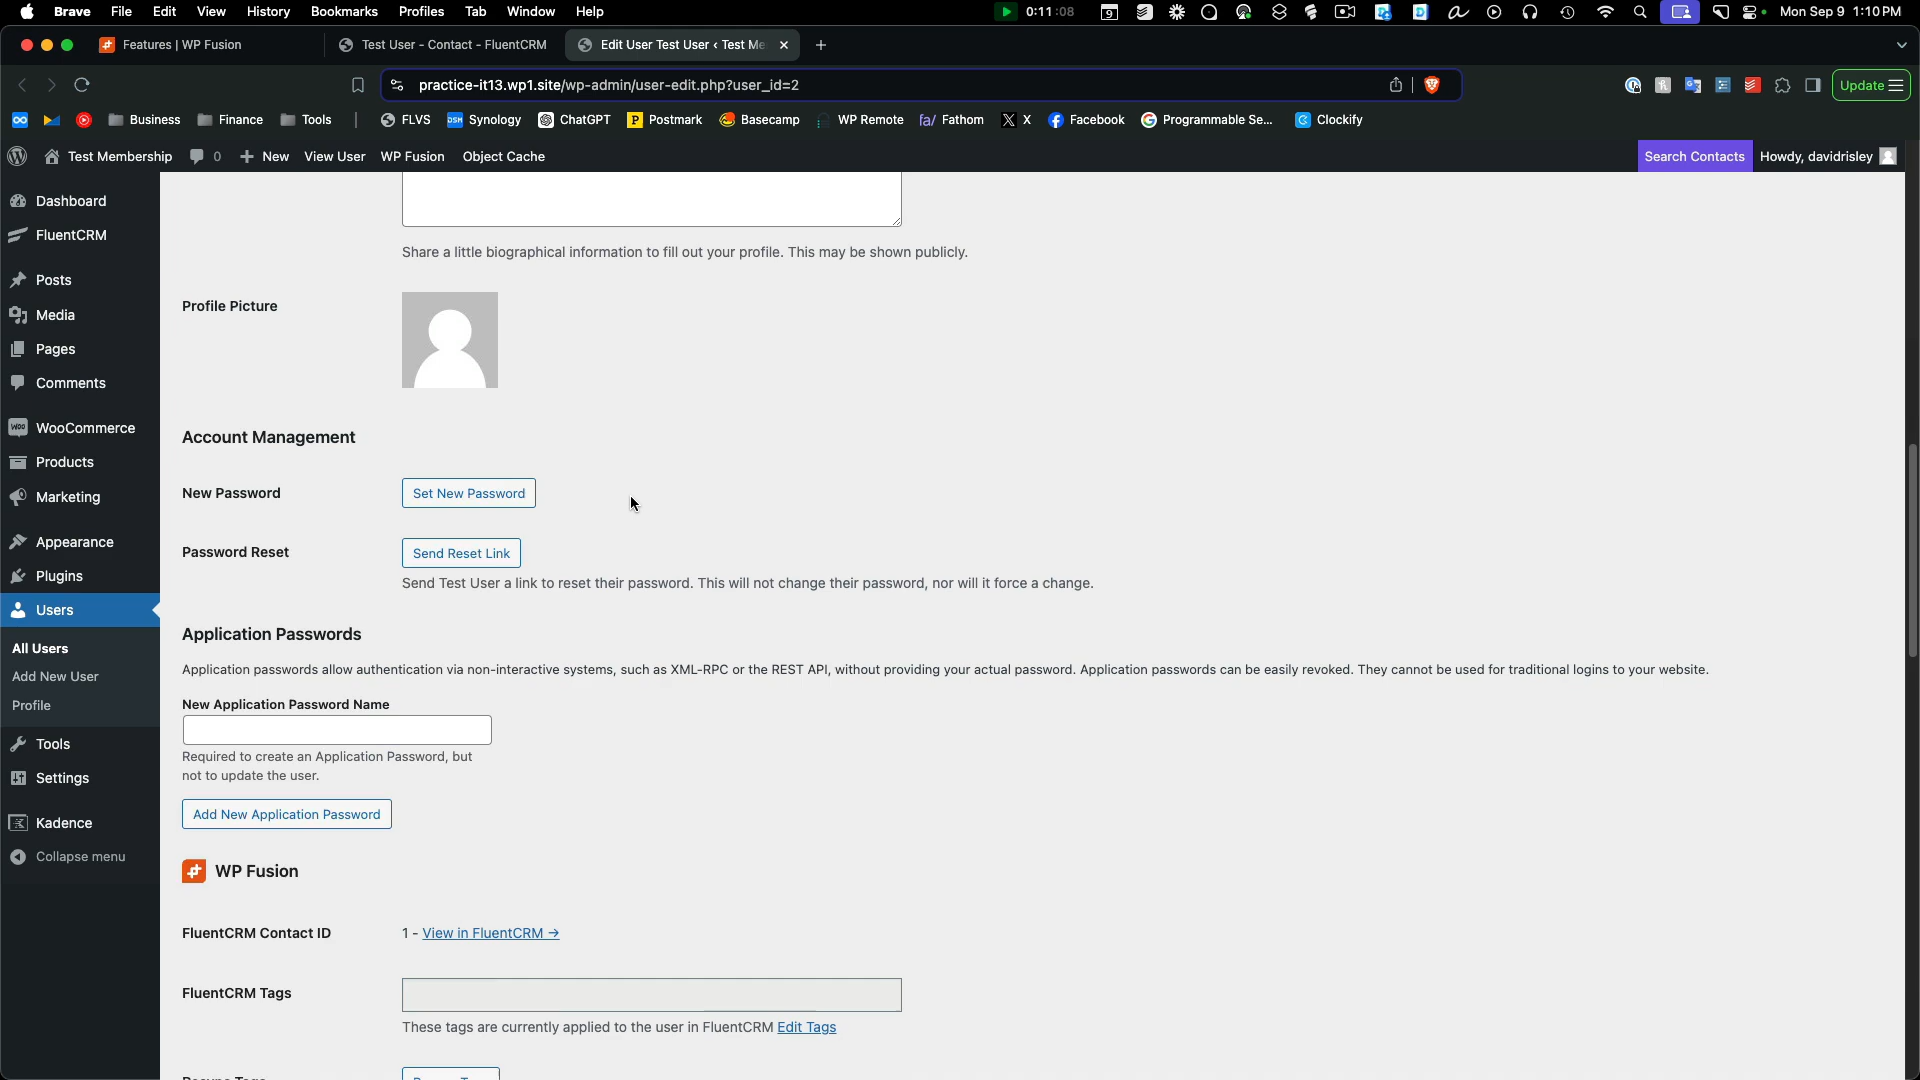 Brave File Edit View History Bookmarks Profiles Tab Window Help 0:11:08 9 Mon Sep 9 1:10 PM
Features | WP Fusion Test User - Contact - FluentCRM Edit User Test User ‹ Test Me
practice-it13.wp1.site/wp-admin/user-edit.php?user_id=2 Update
Business Finance Tools FLVS DSM Synology ChatGPT Postmark Basecamp WP Remote fa/ Fathom X Facebook Programmable Se... Clockify
Test Membership 0 New View User WP Fusion Object Cache Search Contacts Howdy, davidrisley
Dashboard
FluentCRM
Posts
Media
Pages
Comments
WooCommerce
Products
Marketing
Appearance
Plugins
Users
All Users
Add New User
Profile
Tools
Settings
Kadence
Collapse menu
Share a little biographical information to fill out your profile. This may be shown publicly.
Profile Picture
Account Management
New Password Set New Password
Password Reset Send Reset Link
Send Test User a link to reset their password. This will not change their password, nor will it force a change.
Application Passwords
Application passwords allow authentication via non-interactive systems, such as XML-RPC or the REST API, without providing your actual password. Application passwords can be easily revoked. They cannot be used for traditional logins to your website.
New Application Password Name
Required to create an Application Password, but
not to update the user.
Add New Application Password
WP Fusion
FluentCRM Contact ID 1 - View in FluentCRM →
FluentCRM Tags
These tags are currently applied to the user in FluentCRM Edit Tags